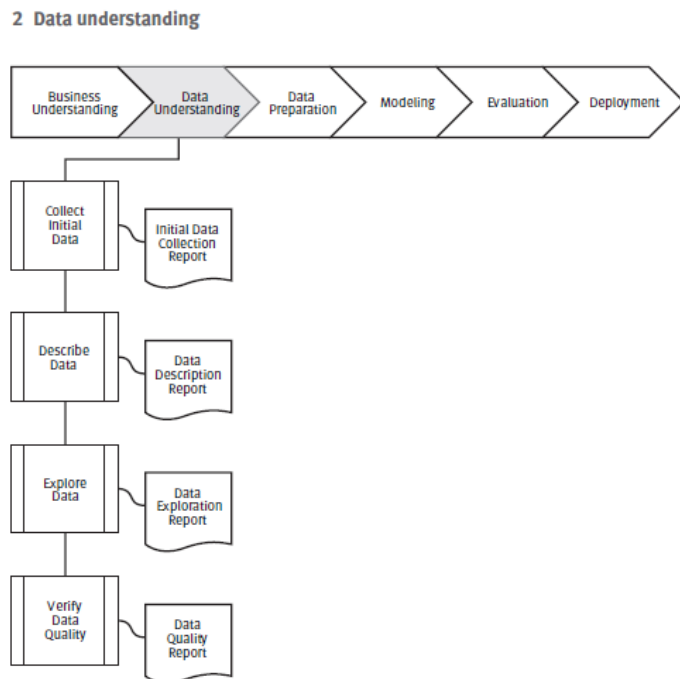 2 Data understanding
Business
Understanding
Data
Understanding
Data
Preparation
Modeling
Evaluation
Deployment
Collect
Initial
Data
Initial Data
Collection
Report
Describe
Data
Data
Description
Report
Explore
Data
Data
Exploration
Report
Verify
Data
Quality
Data
Quality
Report